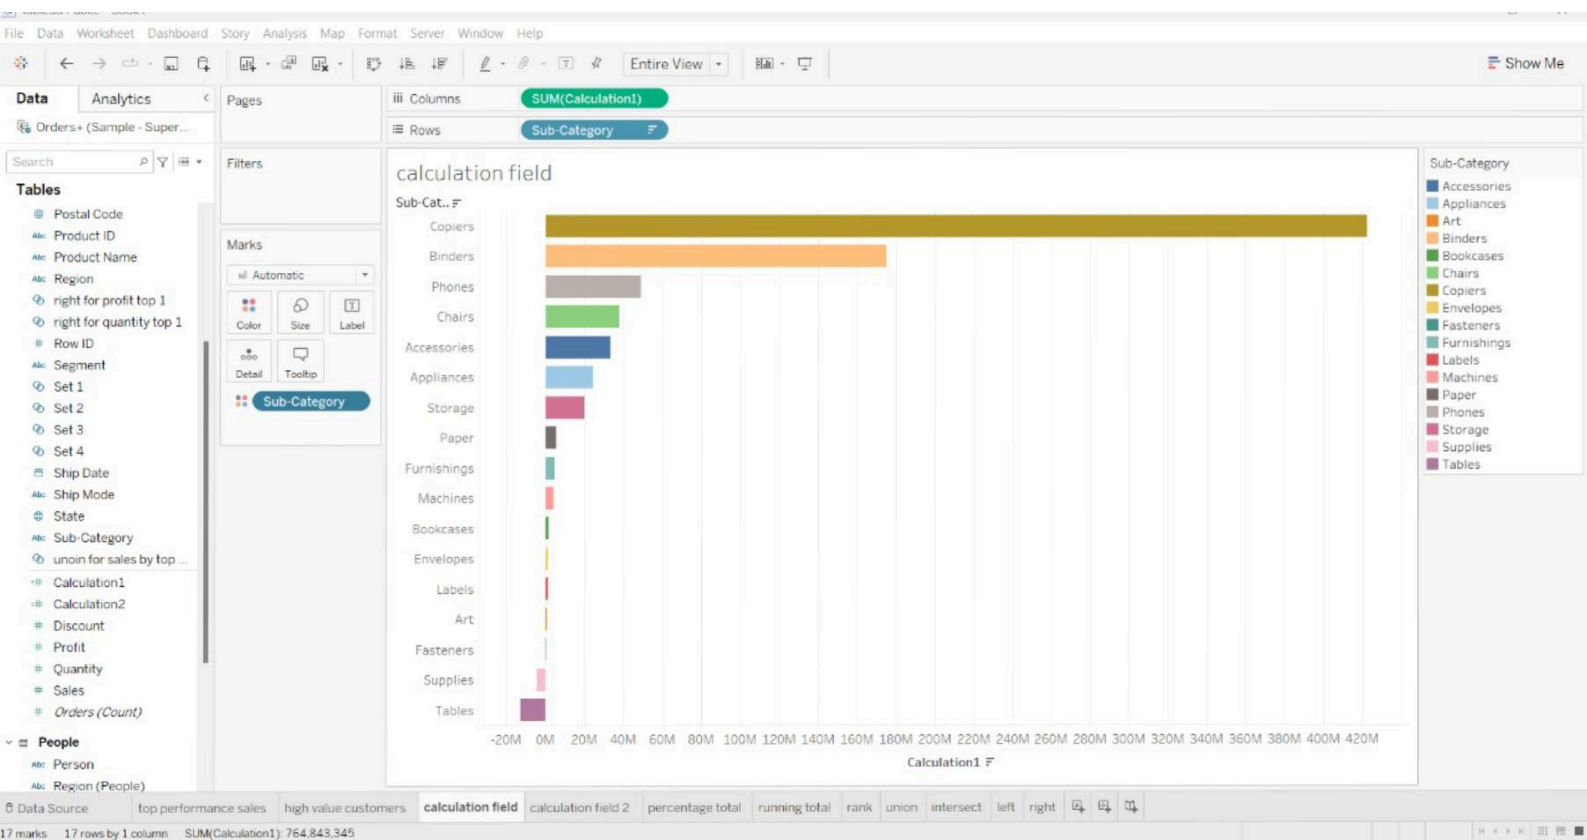 File Data Worksheet Dashboard Story Analysis Map Format Server Window Help
Entire View
Show Me
Data Analytics
Orders+ (Sample - Super...
Search
Tables
Postal Code
Abc Product ID
Abc Product Name
Abc Region
right for profit top 1
right for quantity top 1
# Row ID
Abc Segment
Set 1
Set 2
Set 3
Set 4
Ship Date
Abc Ship Mode
State
Abc Sub-Category
unoin for sales by top ...
=# Calculation1
=# Calculation2
# Discount
# Profit
# Quantity
# Sales
# Orders (Count)
People
Abc Person
Abc Region (People)
Pages
Filters
Marks
Automatic
Color Size Label
Detail Tooltip
Sub-Category
iii Columns SUM(Calculation1)
Rows Sub-Category
calculation field
Sub-Cat..
Copiers
Binders
Phones
Chairs
Accessories
Appliances
Storage
Paper
Furnishings
Machines
Bookcases
Envelopes
Labels
Art
Fasteners
Supplies
Tables
-20M 0M 20M 40M 60M 80M 100M 120M 140M 160M 180M 200M 220M 240M 260M 280M 300M 320M 340M 360M 380M 400M 420M
Calculation1
Sub-Category
Accessories
Appliances
Art
Binders
Bookcases
Chairs
Copiers
Envelopes
Fasteners
Furnishings
Labels
Machines
Paper
Phones
Storage
Supplies
Tables
Data Source top performance sales high value customers calculation field calculation field 2 percentage total running total rank union intersect left right
17 marks 17 rows by 1 column SUM(Calculation1): 764,843,345